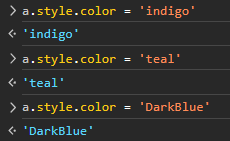 > a.style.color = 'indigo'
<· 'indigo'
> a.style.color = 'teal'
<· 'teal'
> a.style.color = 'DarkBlue'
<· 'DarkBlue'